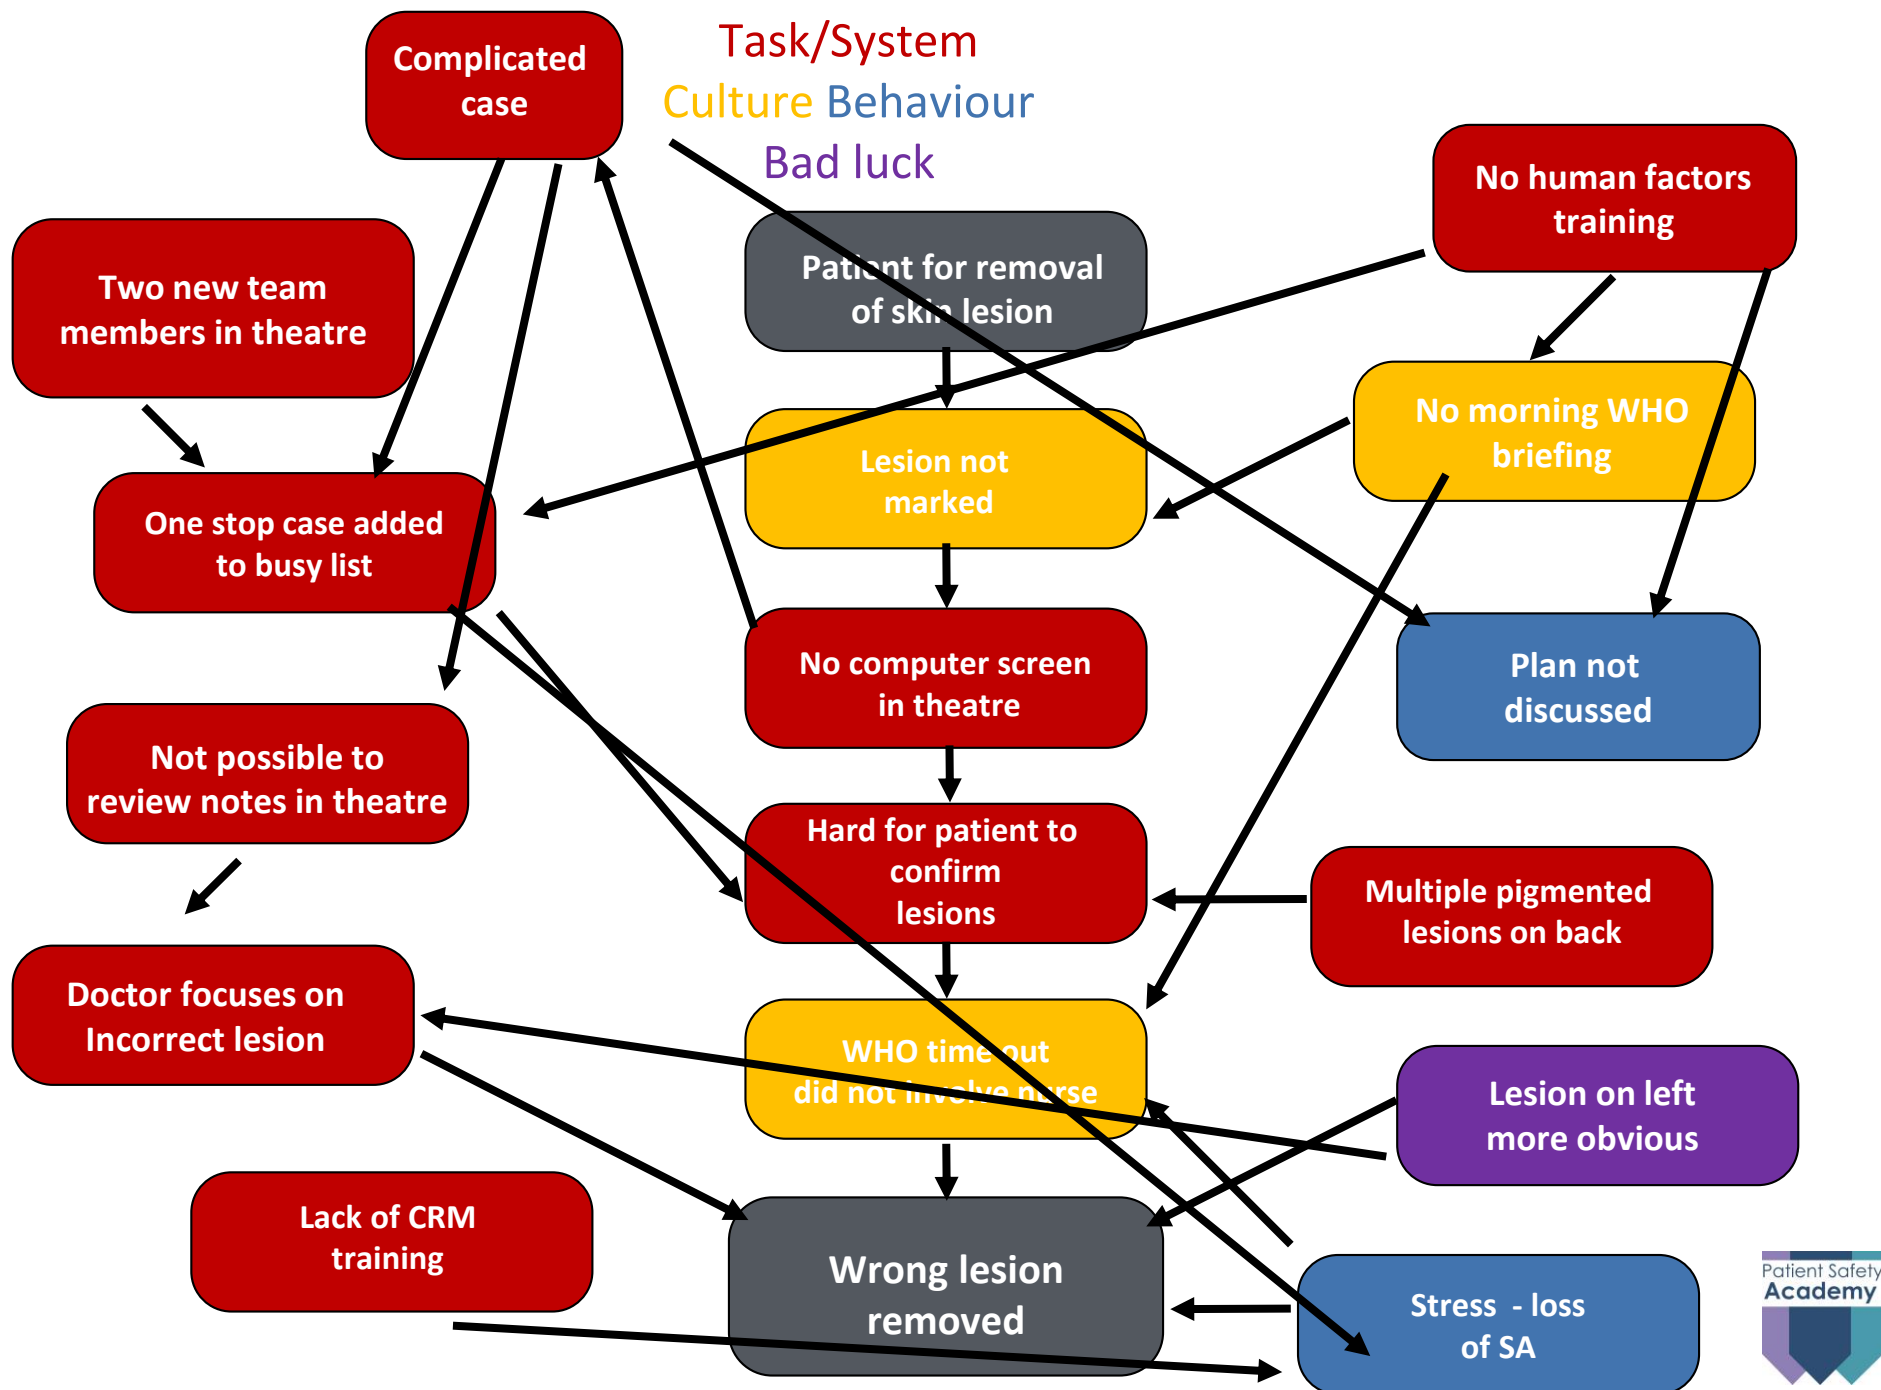 Complicated
case
Task/System
Culture Behaviour
Bad luck
No human factors
training
Two new team
members in theatre
Patient for removal
of skin lesion
No morning WHO
briefing
Lesion not
marked
One stop case added
to busy list
No computer screen
in theatre
Plan not
discussed
Not possible to
review notes in theatre
Hard for patient to
confirm
lesions
Multiple pigmented
lesions on back
Doctor focuses on
Incorrect lesion
WHO time out
did not involve nurse
Lesion on left
more obvious
Lack of CRM
training
Wrong lesion
removed
Stress - loss
of SA
Patient Safety
Academy